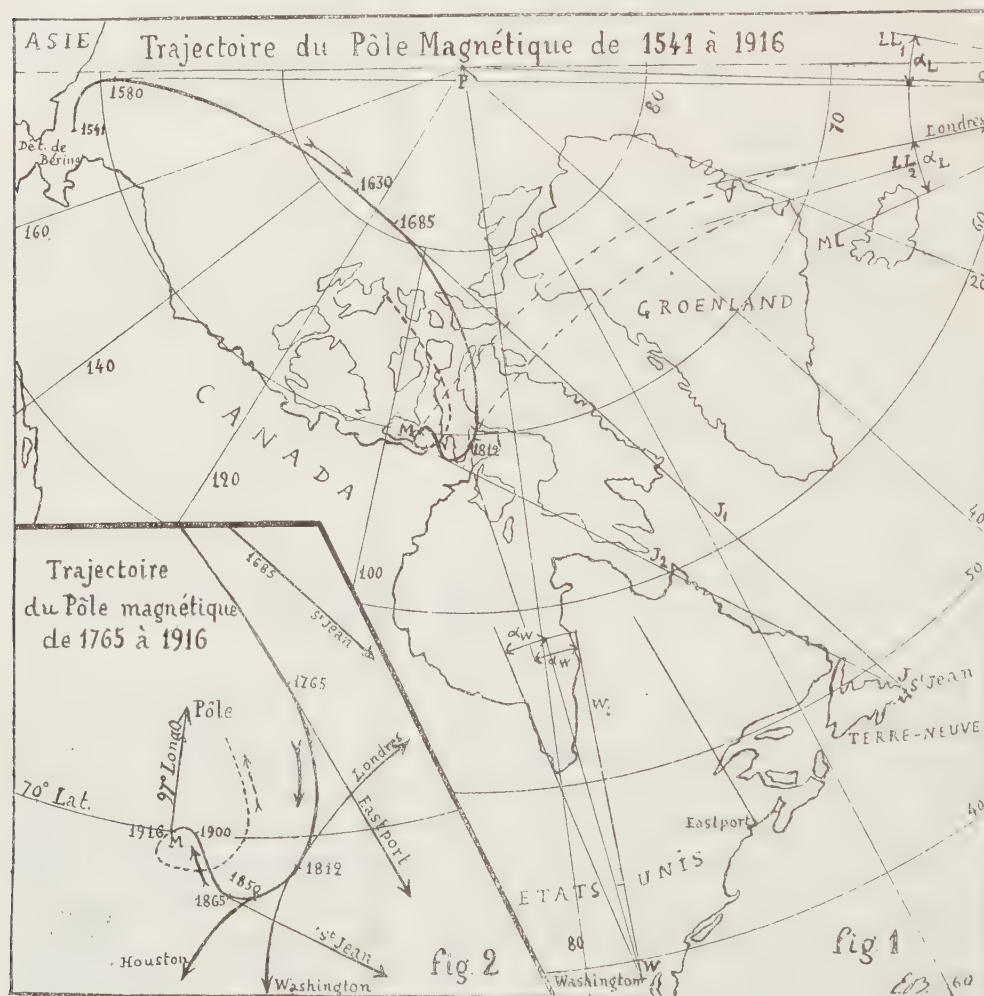 ASIE
Trajectoire du Pôle Magnétique de 1541 à 1916
LL1
αL
P
1580
80
70
Londres
1541
Dét. de
Béring
LL2
αL
1630
160
1685
ML
60
20
GROENLAND
140
CANADA
M
1812
120
J1
40
J2
50
100
Trajectoire
du Pôle magnétique
de 1765 à 1916
1685
St Jean
αW
αW
J
St Jean
W
TERRE-NEUVE
1765
Pôle
97° Long.
Londres
70° Lat.
Eastport
1916
M
1900
Eastport
40
1812
1850
1865
ETATS UNIS
St Jean
Houston
fig. 2
80
fig. 1
Washington
Washington
W
60